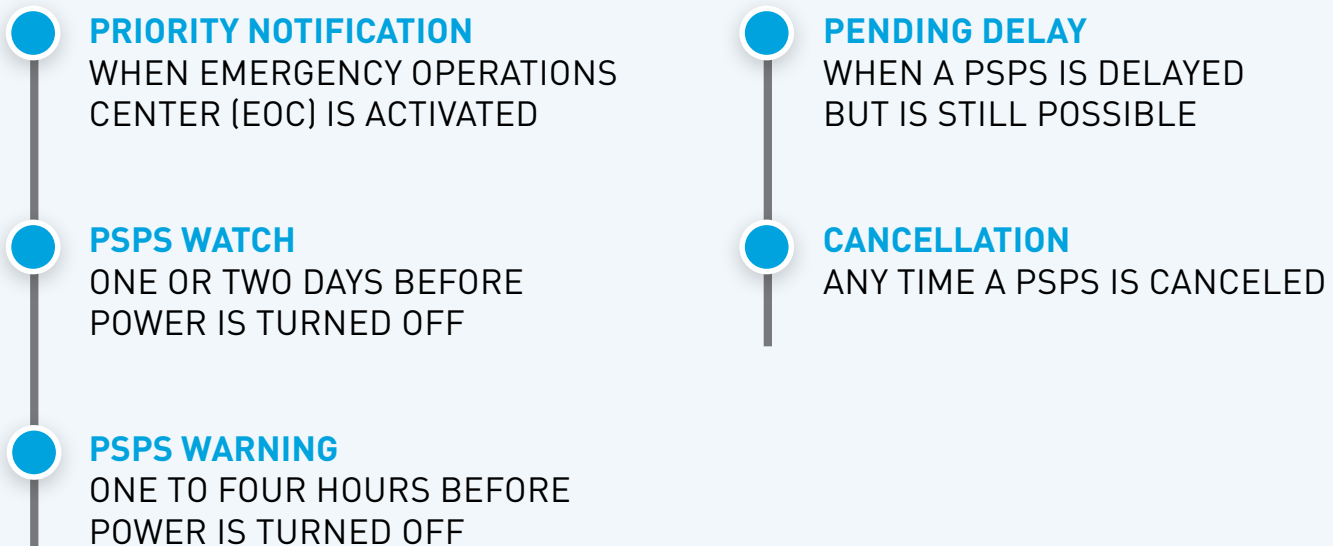 PRIORITY NOTIFICATION
WHEN EMERGENCY OPERATIONS
CENTER (EOC) IS ACTIVATED
PSPS WATCH
ONE OR TWO DAYS BEFORE
POWER IS TURNED OFF
PSPS WARNING
ONE TO FOUR HOURS BEFORE
POWER IS TURNED OFF
PENDING DELAY
WHEN A PSPS IS DELAYED
BUT IS STILL POSSIBLE
CANCELLATION
ANY TIME A PSPS IS CANCELED